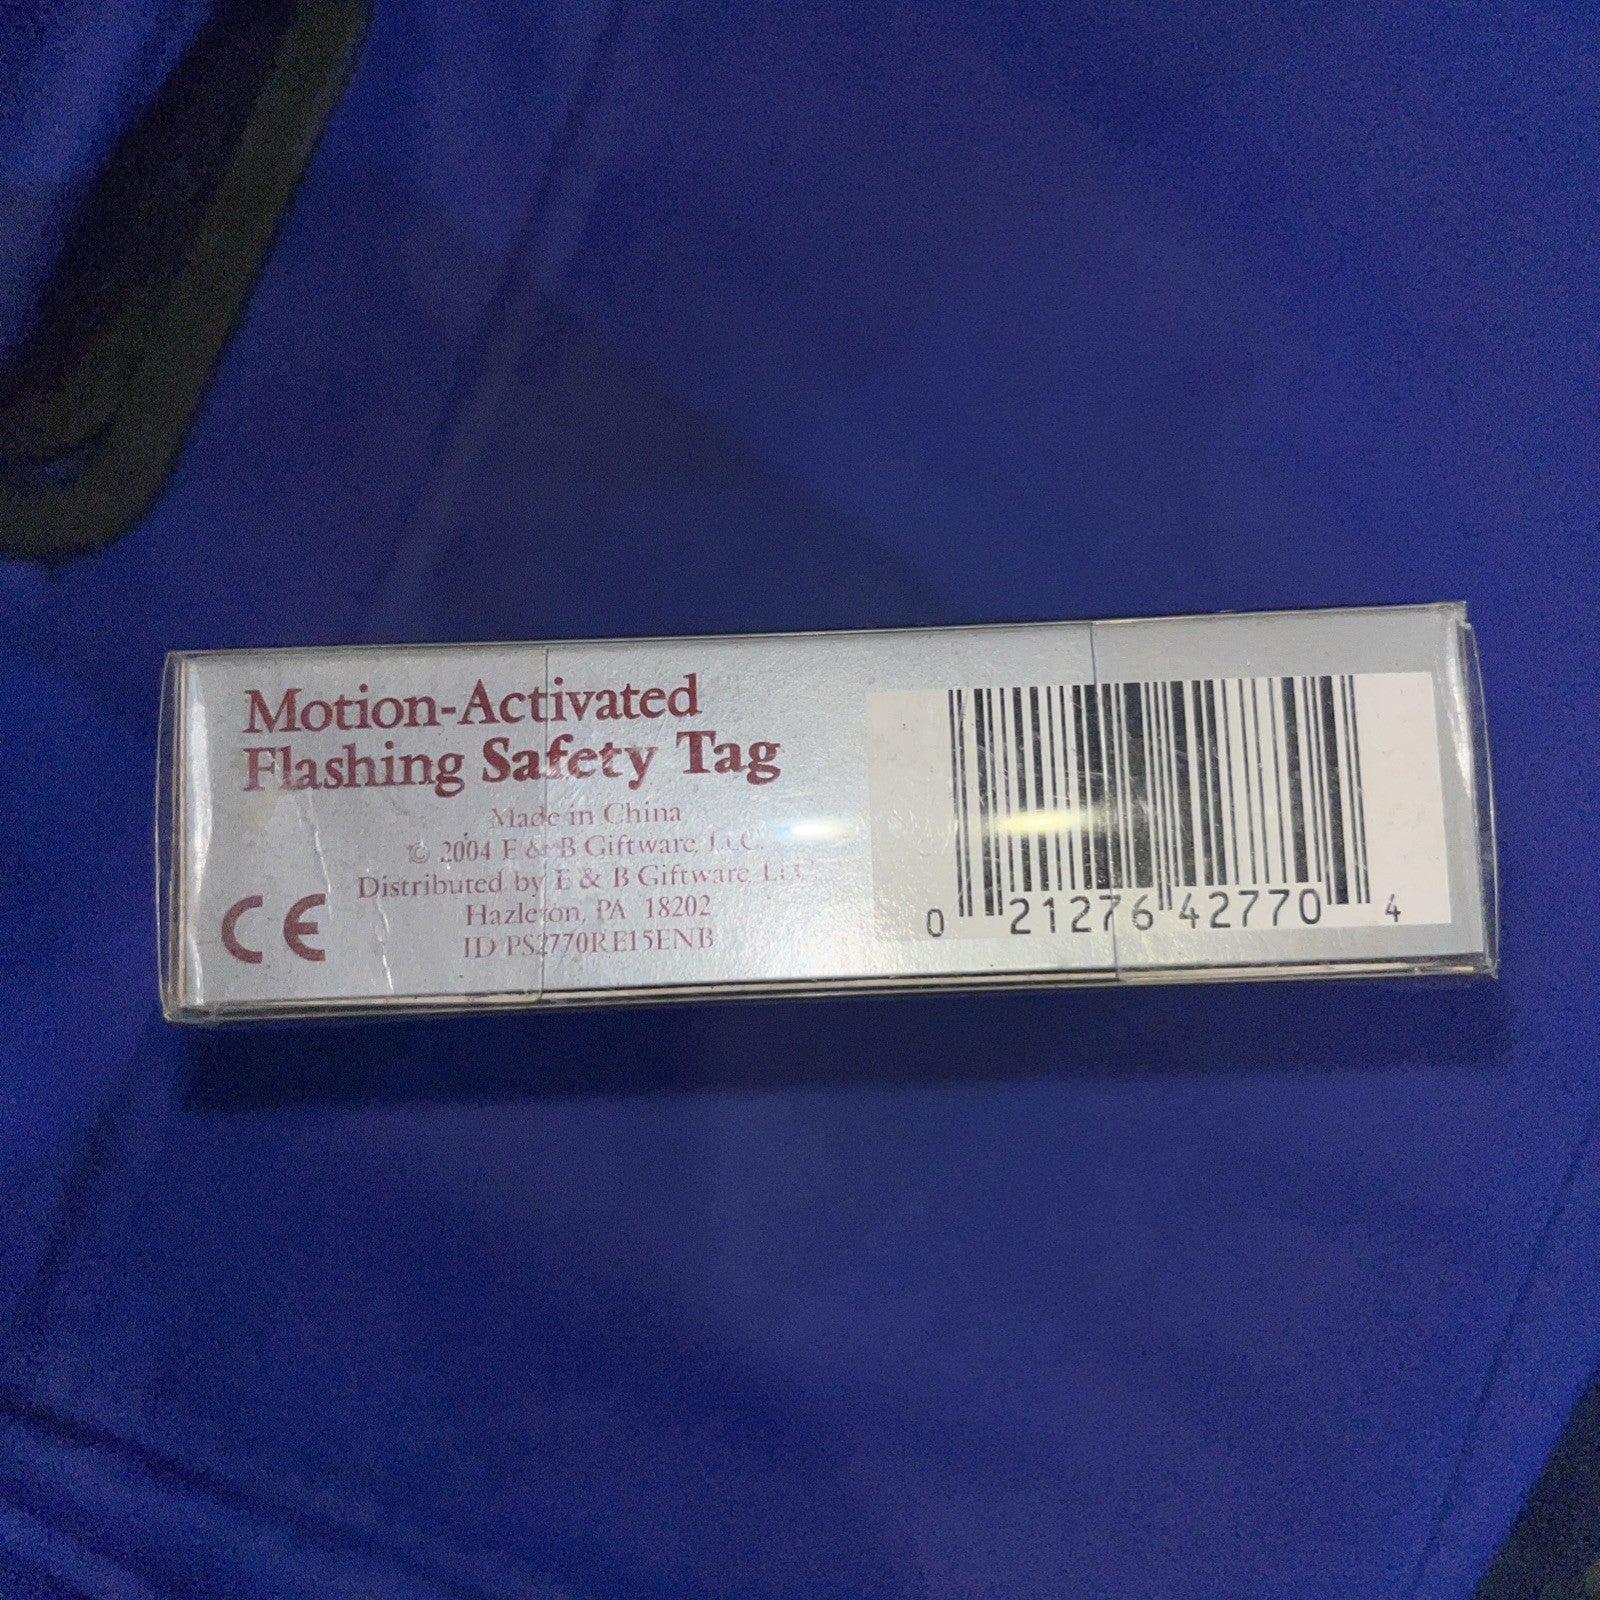 Motion-Activated
Flashing Safety Tag
Made in China
© 2004 E & B Giftware, LLC.
Distributed by E & B Giftware LLC
Hazleton, PA 18202
ID PS2770RE15ENB
CE
0 21276 42770 4